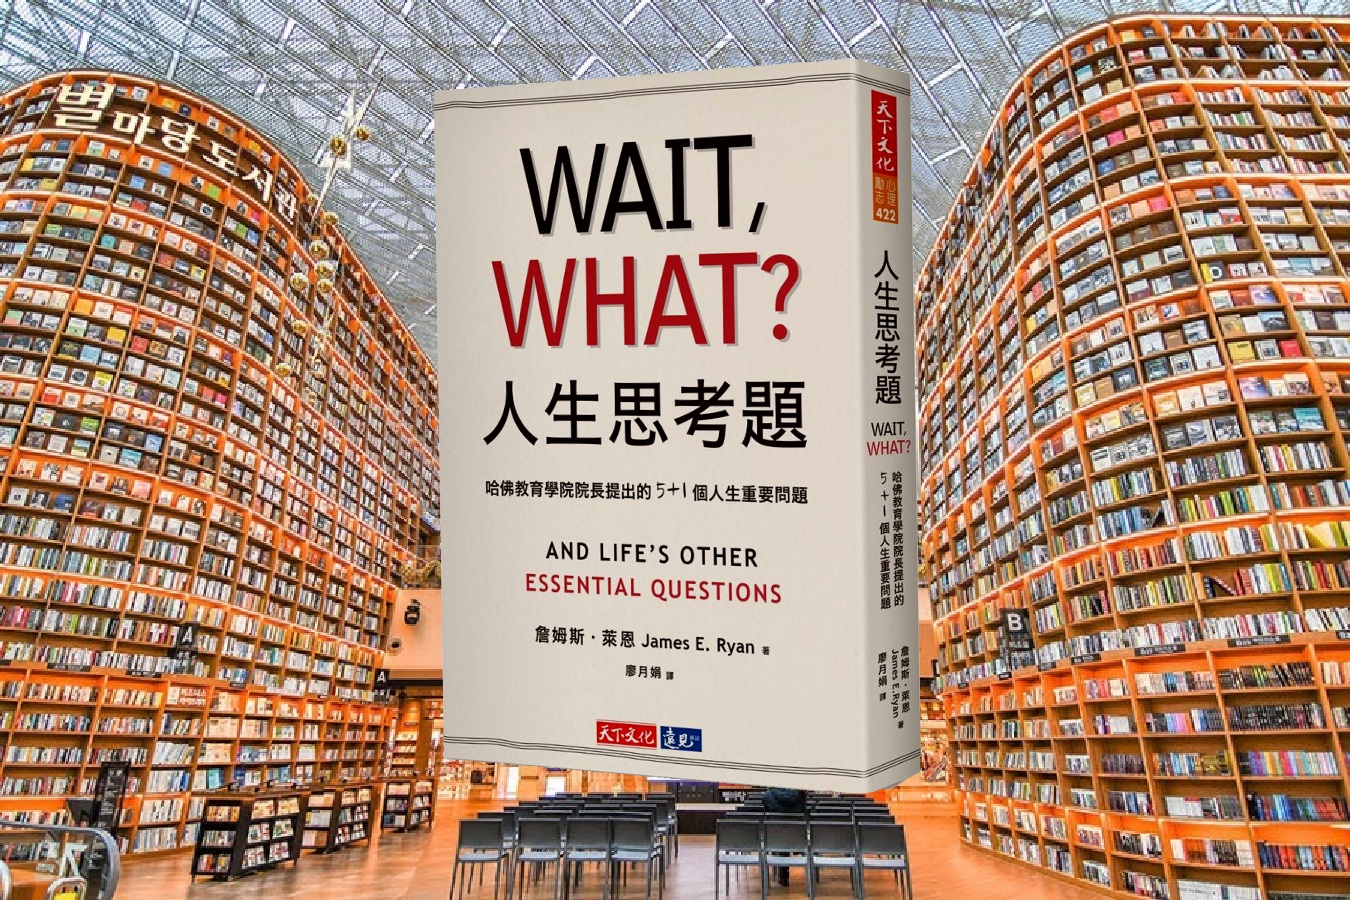 별마당 도서관
WAIT,
WHAT?
人生思考題
哈佛教育學院院長提出的5+1個人生重要問題
AND LIFE'S OTHER
ESSENTIAL QUESTIONS
詹姆斯・萊恩 James E. Ryan 著
廖月娟 譯
天下文化 遠見
天下文化
心理勵志
422
人生思考題
WAIT,
WHAT?
哈佛教育學院院長提出的
5+1個人生重要問題
詹姆斯・萊恩
James E. Ryan 著
廖月娟 譯
A
A
B